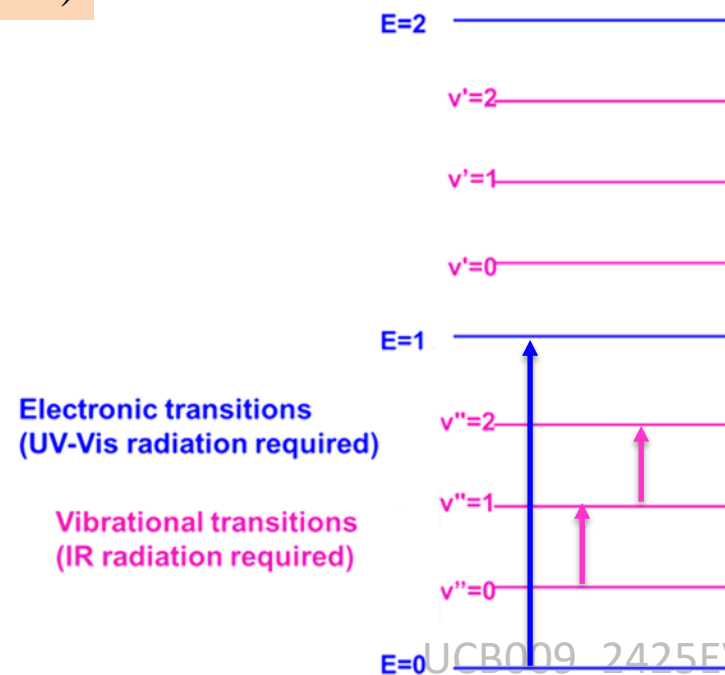 E=2
v'=2
v’=1
v'=0
E=1
Electronic transitions
(UV-Vis radiation required)
v"=2
v"=1
Vibrational transitions
(IR radiation required)
v”=0
E=0
UCB009_2425EV